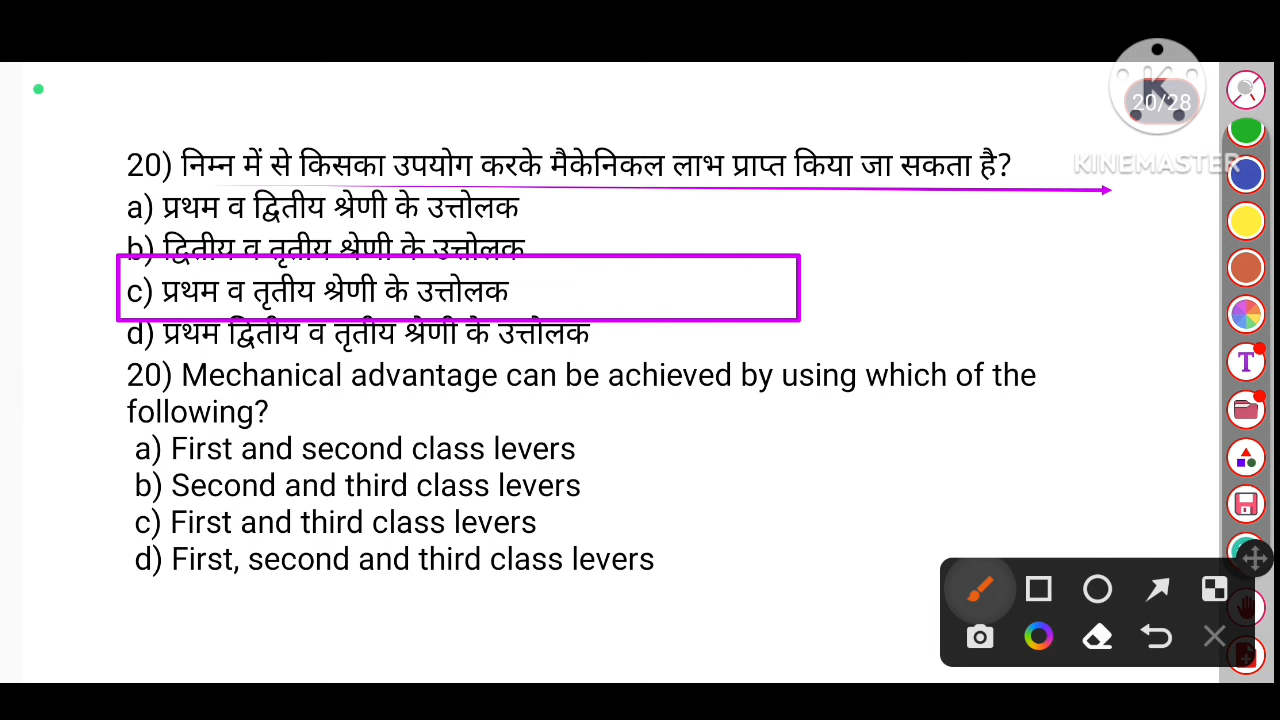 20/28
KINEMASTER
20) निम्न में से किसका उपयोग करके मैकेनिकल लाभ प्राप्त किया जा सकता है?
a) प्रथम व द्वितीय श्रेणी के उत्तोलक
b) द्वितीय व तृतीय श्रेणी के उत्तोलक
c) प्रथम व तृतीय श्रेणी के उत्तोलक
d) प्रथम द्वितीय व तृतीय श्रेणी के उत्तोलक
20) Mechanical advantage can be achieved by using which of the
following?
a) First and second class levers
b) Second and third class levers
c) First and third class levers
d) First, second and third class levers
T